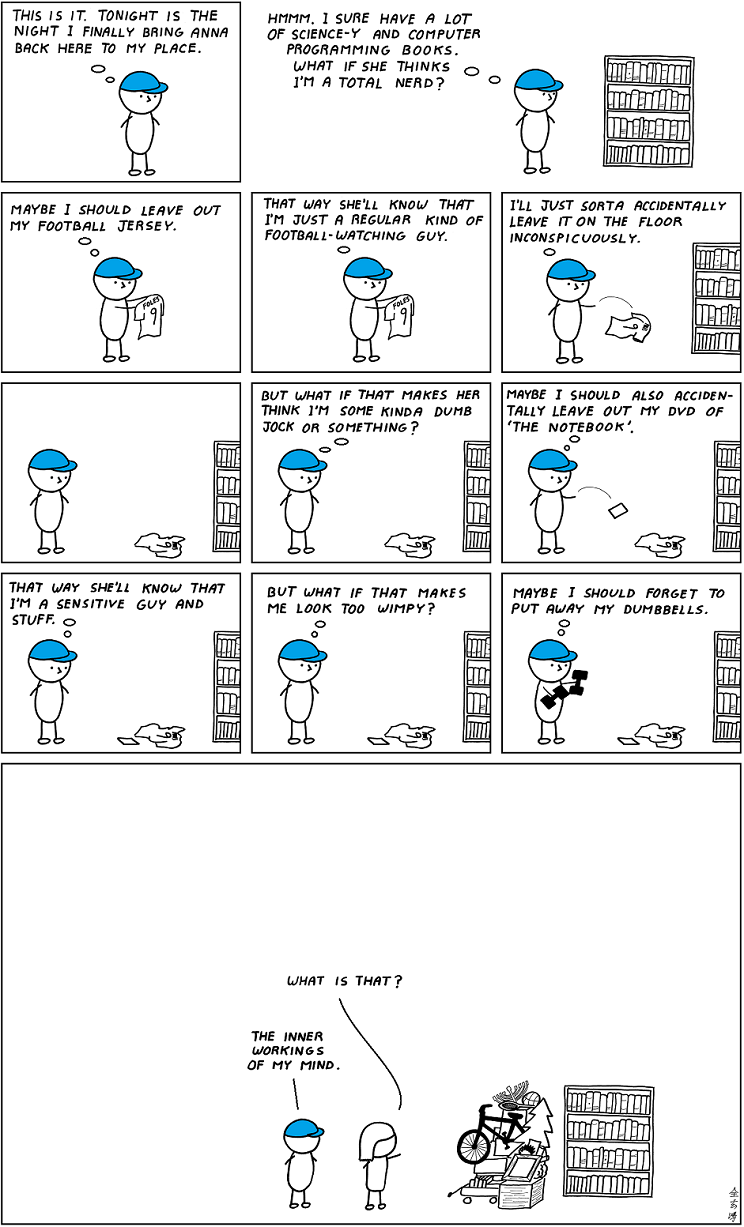 THIS IS IT. TONIGHT IS THE
NIGHT I FINALLY BRING ANNA
BACK HERE TO MY PLACE.
HMMM. I SURE HAVE A LOT
OF SCIENCE-Y AND COMPUTER
PROGRAMMING BOOKS.
WHAT IF SHE THINKS
I'M A TOTAL NERD?
MAYBE I SHOULD LEAVE OUT
MY FOOTBALL JERSEY.
FOLES
9
THAT WAY SHE'LL KNOW THAT
I'M JUST A REGULAR KIND OF
FOOTBALL-WATCHING GUY.
FOLES
9
I'LL JUST SORTA ACCIDENTALLY
LEAVE IT ON THE FLOOR
INCONSPICUOUSLY.
BUT WHAT IF THAT MAKES HER
THINK I'M SOME KINDA DUMB
JOCK OR SOMETHING?
MAYBE I SHOULD ALSO ACCIDEN-
TALLY LEAVE OUT MY DVD OF
'THE NOTEBOOK'.
THAT WAY SHE'LL KNOW THAT
I'M A SENSITIVE GUY AND
STUFF.
BUT WHAT IF THAT MAKES
ME LOOK TOO WIMPY?
MAYBE I SHOULD FORGET TO
PUT AWAY MY DUMBBELLS.
WHAT IS THAT?
THE INNER
WORKINGS
OF MY MIND.